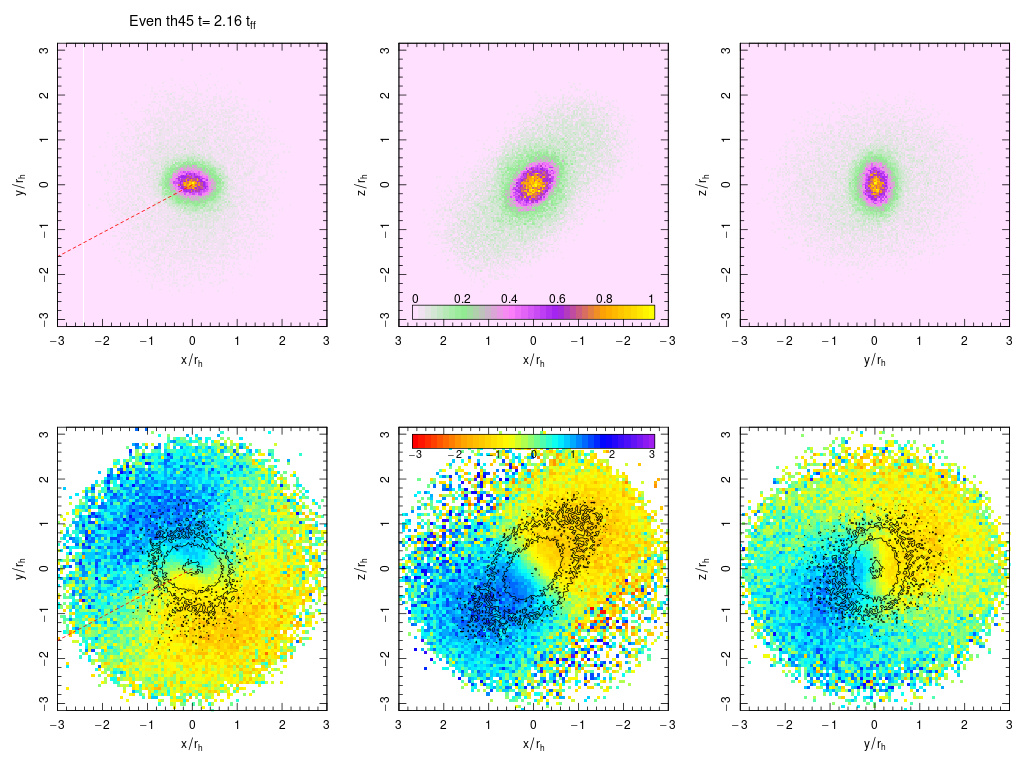 Even th45 t= 2.16 t_ff
3 3 3
2 2 2
1 1 1
y/r_h 0 z/r_h 0 z/r_h 0
−1 −1 −1
−2 −2 −2
0 0.2 0.4 0.6 0.8 1
−3 −3 −3
−3 −2 −1 0 1 2 3 3 2 1 0 −1 −2 −3 −3 −2 −1 0 1 2 3
x/r_h x/r_h y/r_h
3 3 3
−3 −2 −1 0 1 2 3
2 2 2
1 1 1
y/r_h 0 z/r_h 0 z/r_h 0
−1 −1 −1
−2 −2 −2
−3 −3 −3
−3 −2 −1 0 1 2 3 3 2 1 0 −1 −2 −3 −3 −2 −1 0 1 2 3
x/r_h x/r_h y/r_h